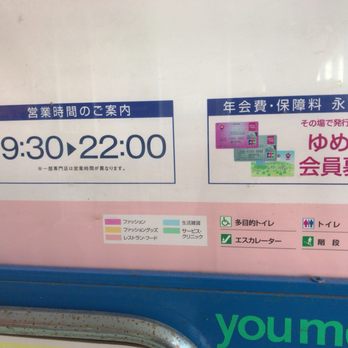 営業時間のご案内
9:30▶22:00
※一部専門店は営業時間が異なります。
年会費・保障料 永
その場で発行
ゆめ
会員募
ファッション
ファッショングッズ
レストラン・フード
生活雑貨
サービス・クリニック
多目的トイレ
トイレ
エスカレーター
階段
youme